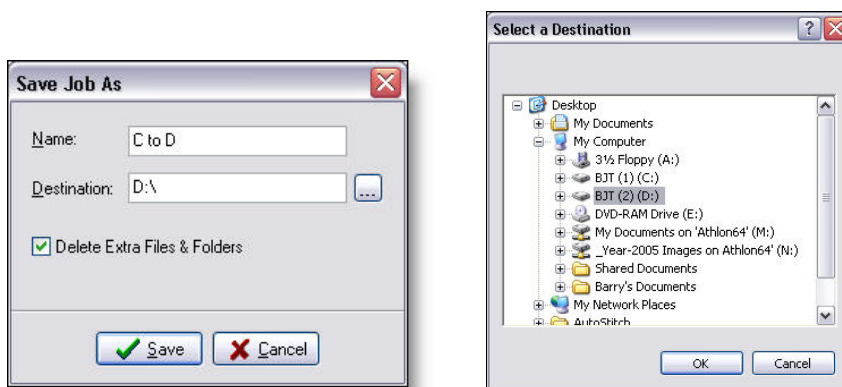 Save Job As
Name:
C to D
Destination:
D:\
...
Delete Extra Files & Folders
Save
Cancel
Select a Destination
?
Desktop
My Documents
My Computer
3½ Floppy (A:)
BJT (1) (C:)
BJT (2) (D:)
DVD-RAM Drive (E:)
My Documents on 'Athlon64' (M:)
_Year-2005 Images on Athlon64' (N:)
Shared Documents
Barry's Documents
My Network Places
AutoStitch
OK
Cancel